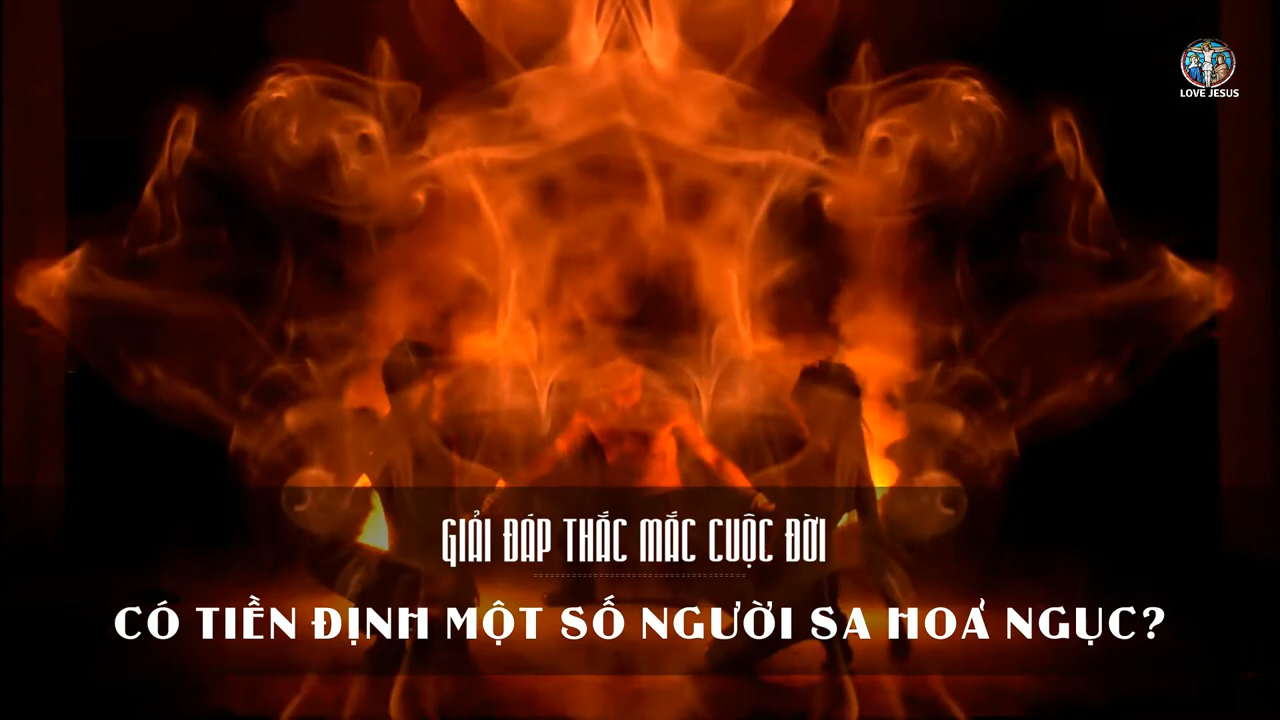 LOVE JESUS
GIẢI ĐÁP THẮC MẮC CUỘC ĐỜI
CÓ TIỀN ĐỊNH MỘT SỐ NGƯỜI SA HOẢ NGỤC?